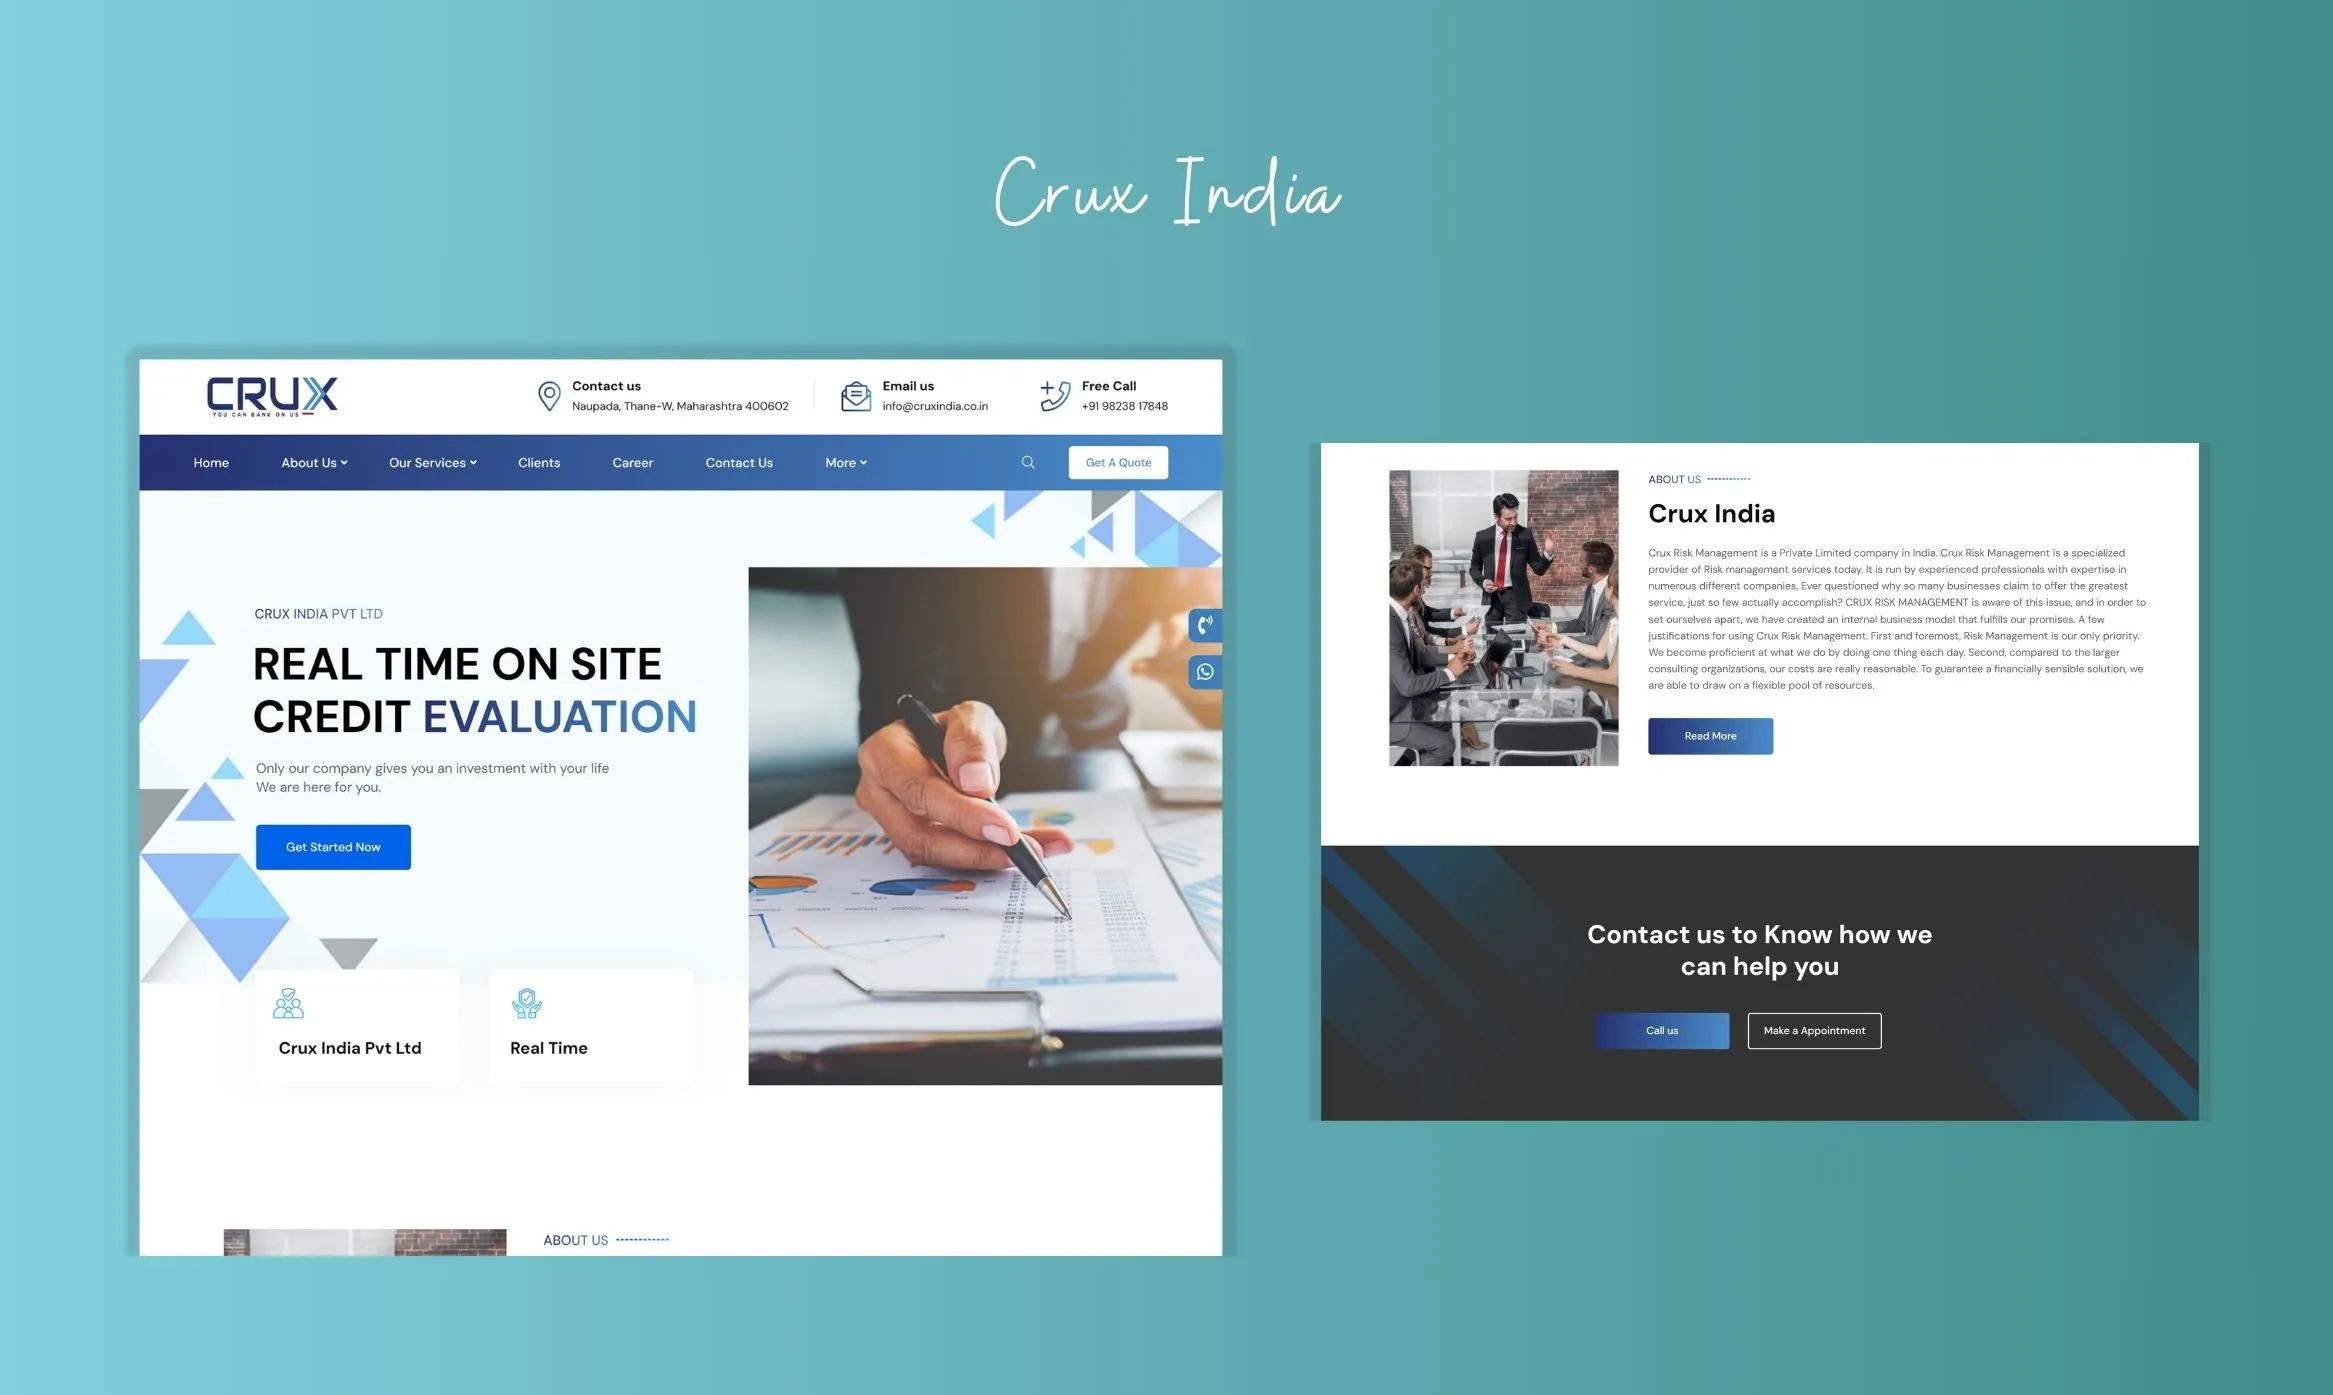 Crux India
CRUX
YOU CAN BANK ON US
Contact us
Naupada, Thane-W, Maharashtra 400602
Email us
info@cruxindia.co.in
Free Call
+91 98238 17848
Home
About Us
Our Services
Clients
Career
Contact Us
More
Get A Quote
CRUX INDIA PVT LTD
REAL TIME ON SITE
CREDIT EVALUATION
Only our company gives you an investment with your life
We are here for you.
Get Started Now
Crux India Pvt Ltd
Real Time
ABOUT US
ABOUT US
Crux India
Crux Risk Management is a Private Limited company in India. Crux Risk Management is a specialized
provider of Risk management services today. It is run by experienced professionals with expertise in
numerous different companies. Ever questioned why so many businesses claim to offer the greatest
service, just so few actually accomplish? CRUX RISK MANAGEMENT is aware of this issue, and in order to
set ourselves apart, we have created an internal business model that fulfills our promises. A few
justifications for using Crux Risk Management. First and foremost, Risk Management is our only priority.
We become proficient at what we do by doing one thing each day. Second, compared to the larger
consulting organizations, our costs are really reasonable. To guarantee a financially sensible solution, we
are able to draw on a flexible pool of resources.
Read More
Contact us to Know how we
can help you
Call us
Make a Appointment